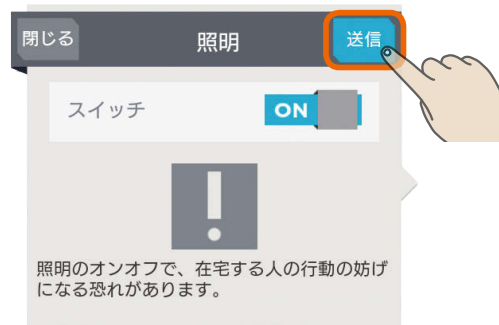 閉じる 照明 送信
スイッチ ON
照明のオンオフで、在宅する人の行動の妨げ
になる恐れがあります。